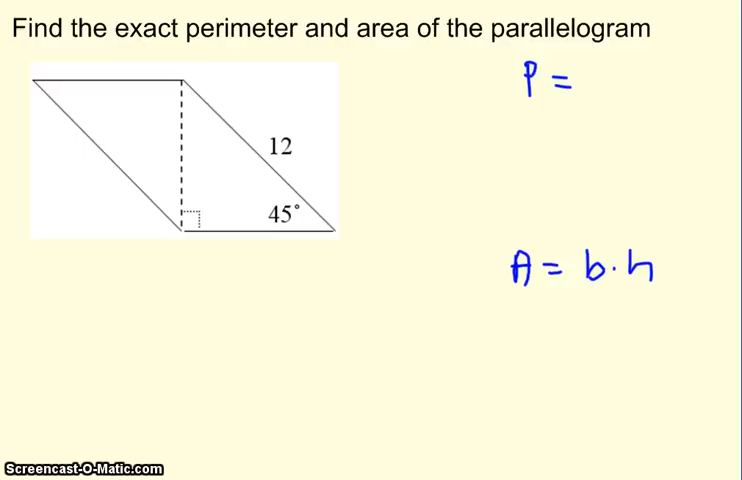 Find the exact perimeter and area of the parallelogram
P =
12
45°
A = b·h
Screencast-O-Matic.com